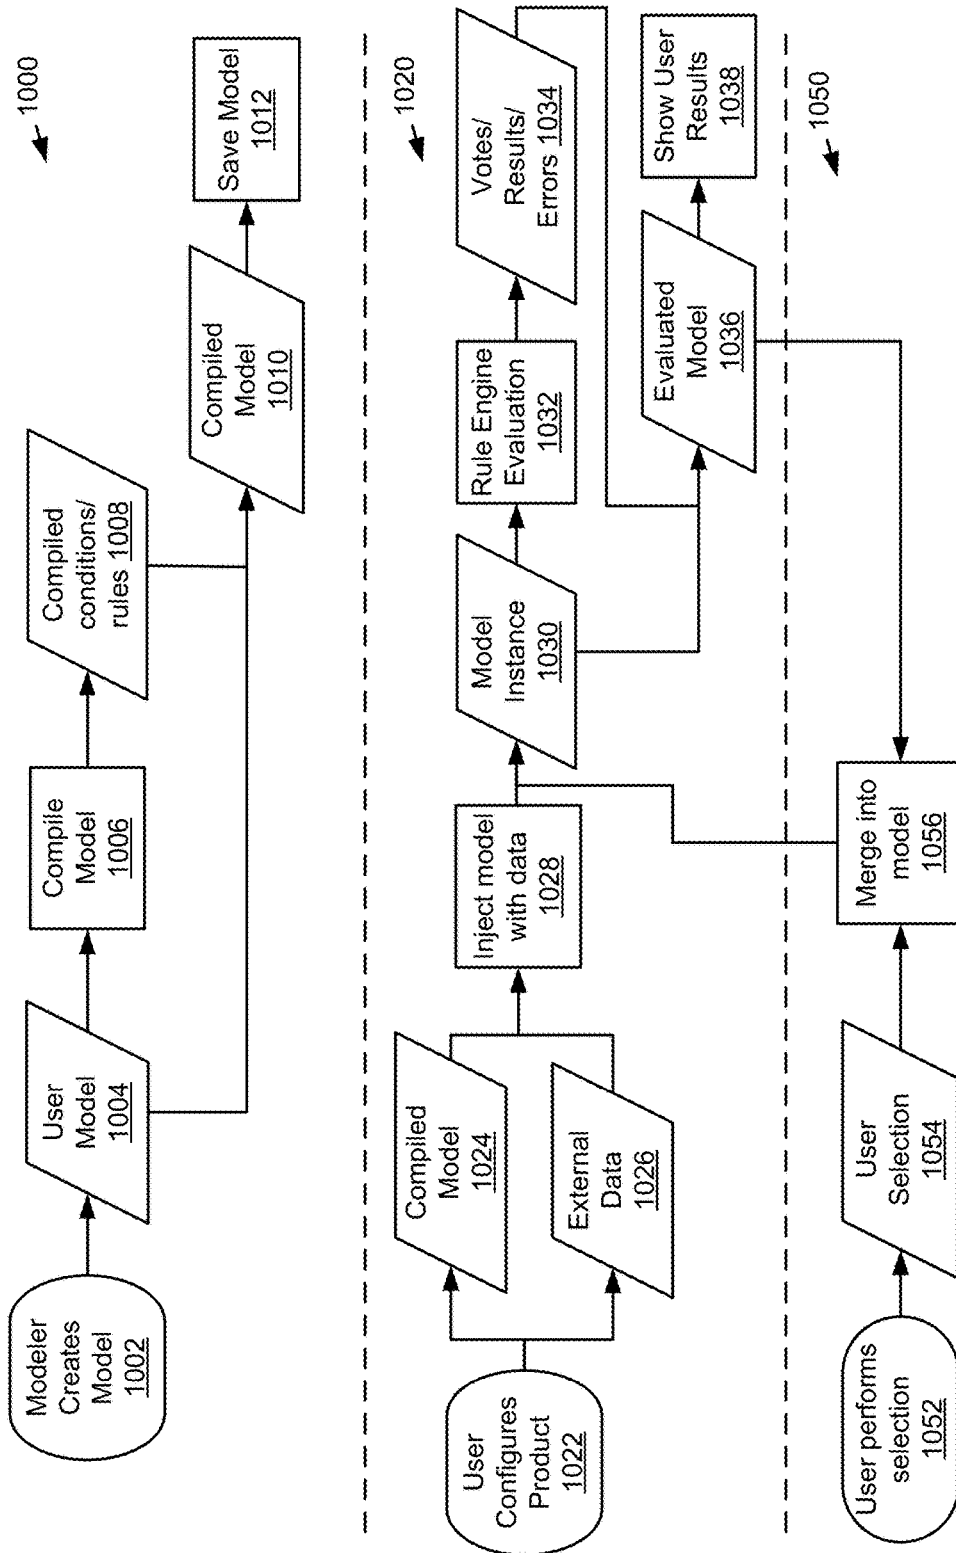 1000
Modeler
Creates
Model
1002
User
Model
1004
Compile
Model
1006
Compiled
conditions/
rules 1008
Compiled
Model
1010
Save Model
1012
1020
User
Configures
Product
1022
Compiled
Model
1024
External
Data
1026
Inject model
with data
1028
Model
Instance
1030
Rule Engine
Evaluation
1032
Votes/
Results/
Errors 1034
Evaluated
Model
1036
Show User
Results
1038
1050
User performs
selection
1052
User
Selection
1054
Merge into
model
1056